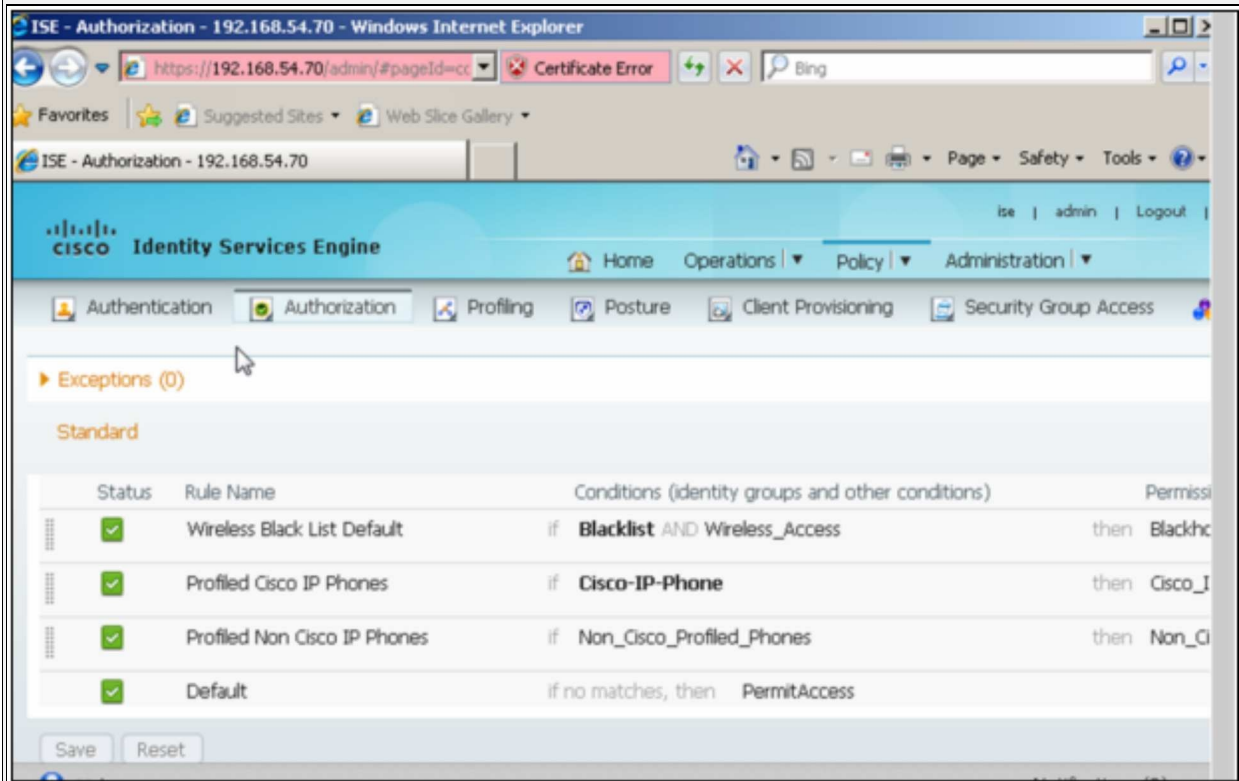 ISE - Authorization - 192.168.54.70 - Windows Internet Explorer
https://192.168.54.70/admin/#pageId=cc Certificate Error Bing
Favorites Suggested Sites Web Slice Gallery
ISE - Authorization - 192.168.54.70 Page Safety Tools
ise | admin | Logout |
CISCO Identity Services Engine
Home Operations | Policy | Administration |
Authentication Authorization Profiling Posture Client Provisioning Security Group Access
Exceptions (0)
Standard
Status Rule Name Conditions (identity groups and other conditions) Permissi
Wireless Black List Default if Blacklist AND Wireless_Access then Blackho
Profiled Cisco IP Phones if Cisco-IP-Phone then Cisco_I
Profiled Non Cisco IP Phones if Non_Cisco_Profiled_Phones then Non_Ci
Default if no matches, then PermitAccess
Save Reset